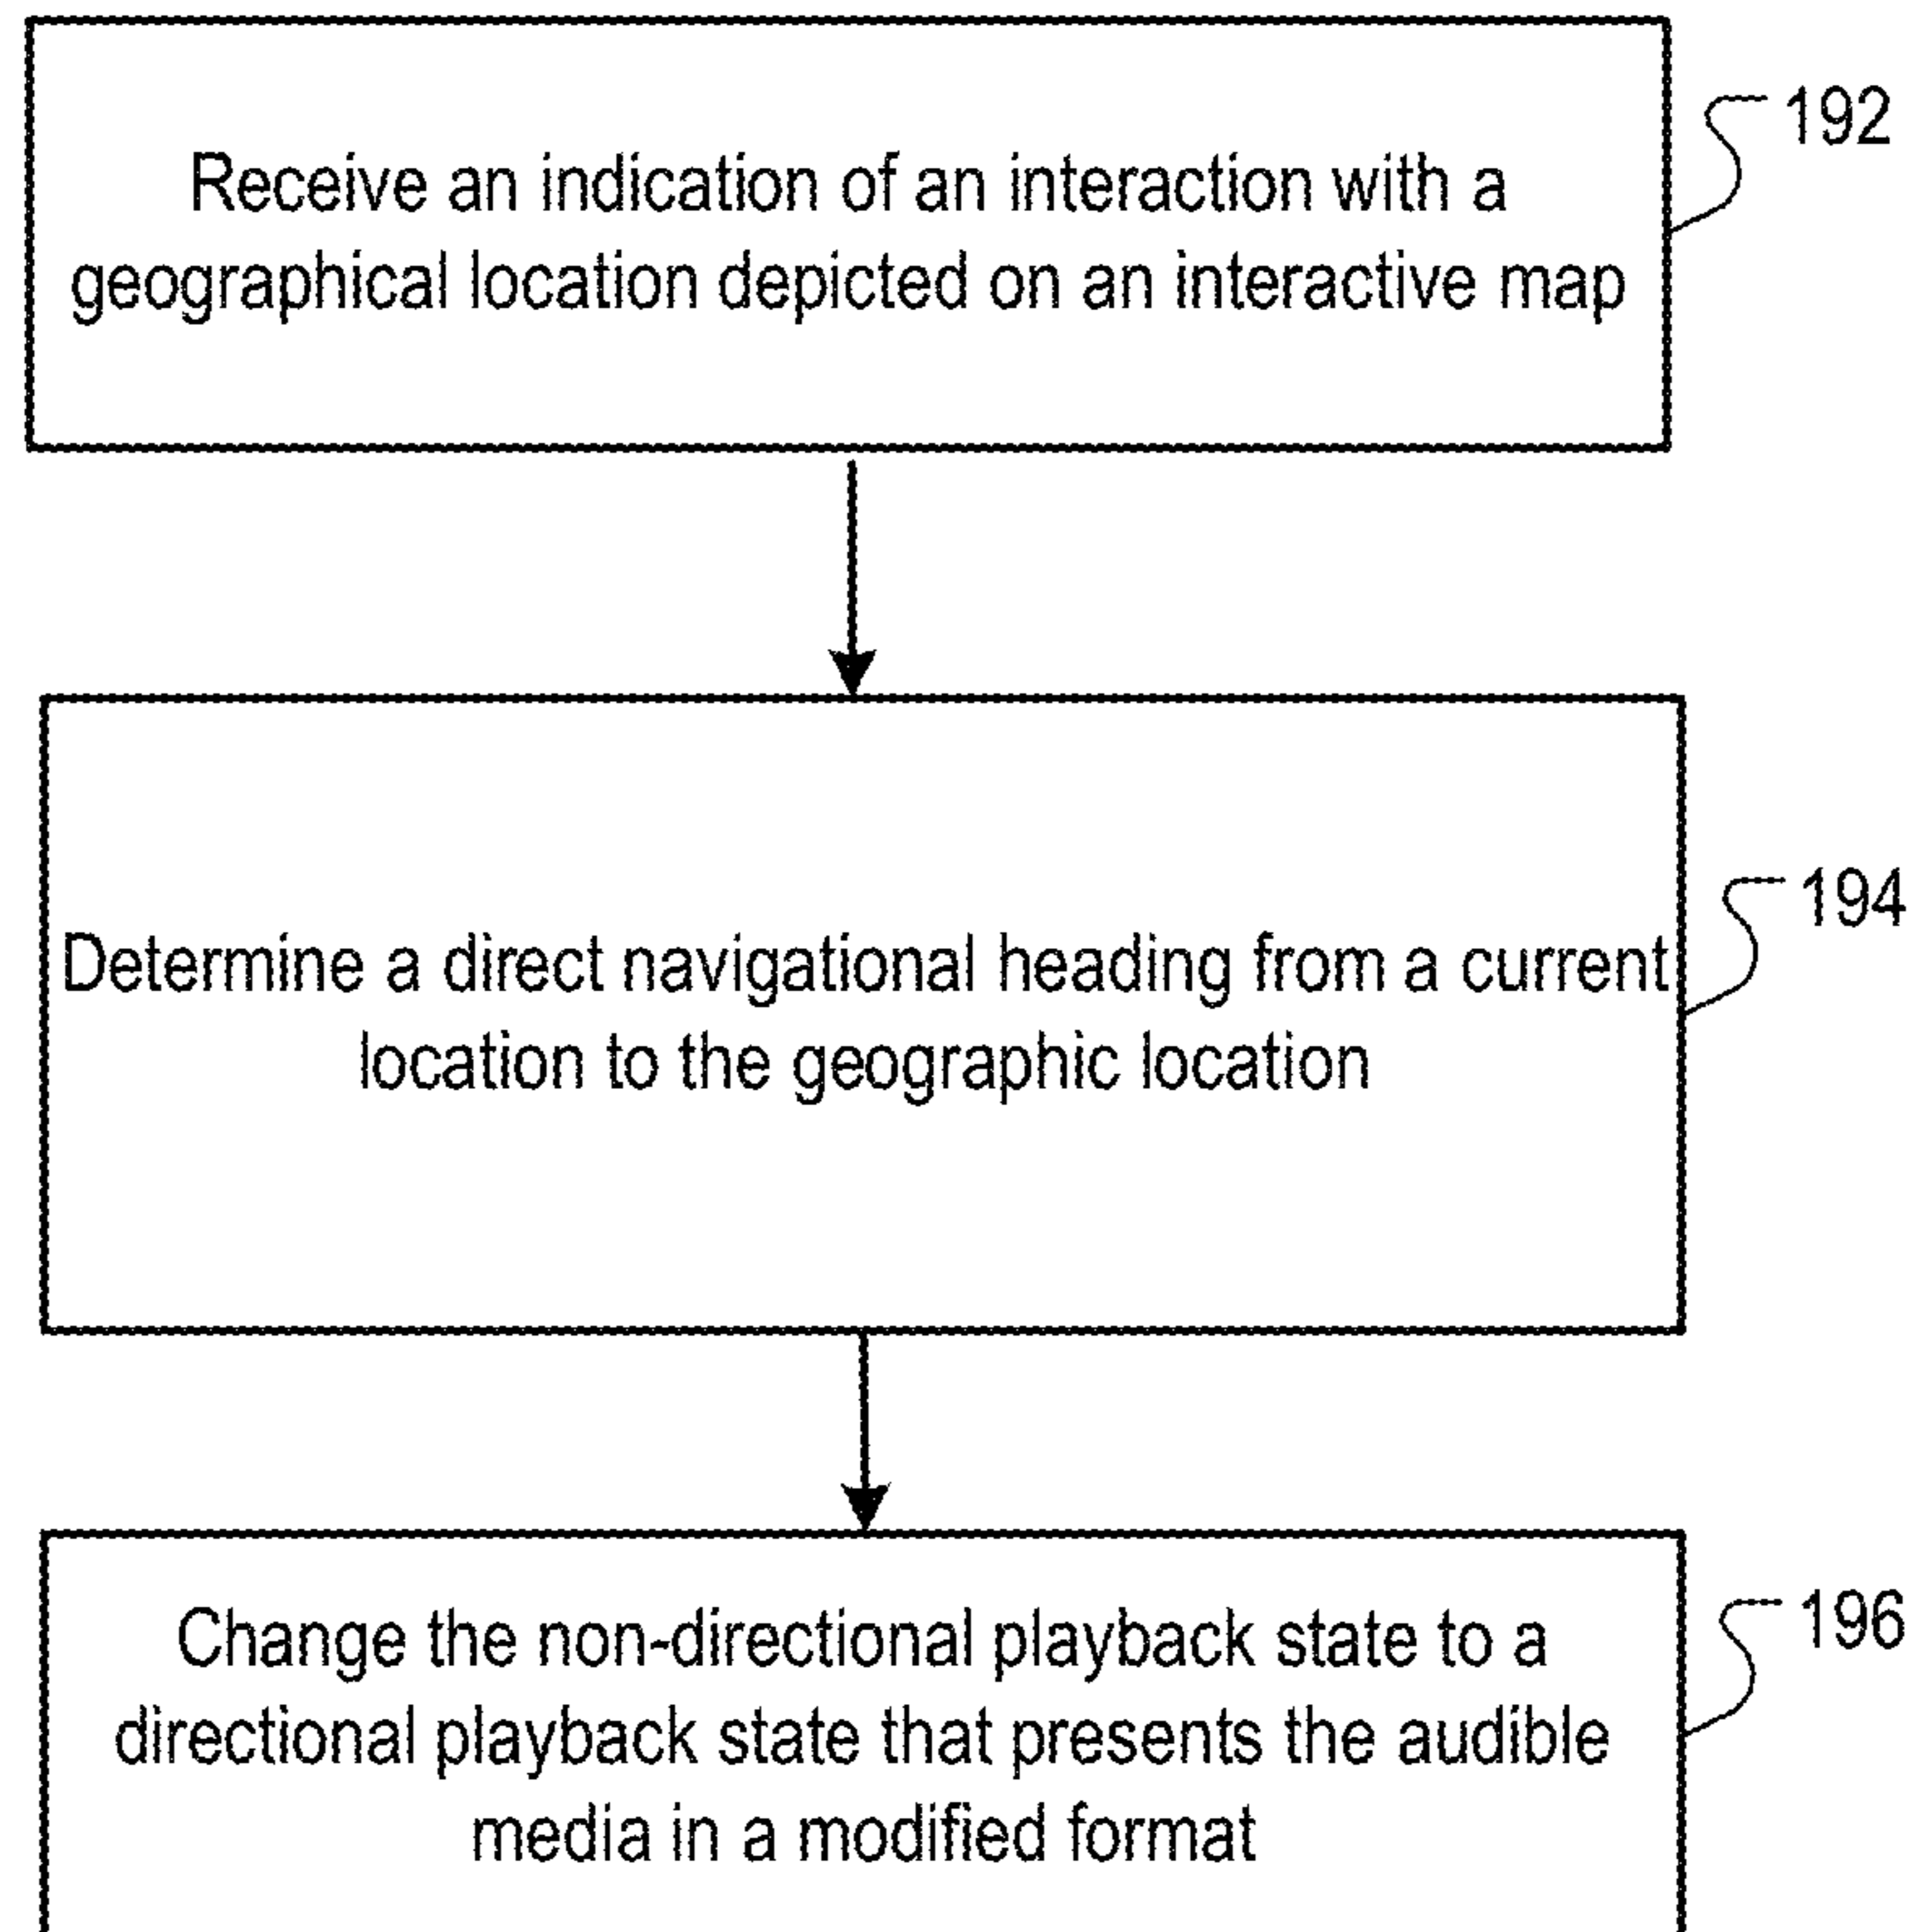 Receive an indication of an interaction with a
geographical location depicted on an interactive map
192
Determine a direct navigational heading from a current
location to the geographic location
194
Change the non-directional playback state to a
directional playback state that presents the audible
media in a modified format
196